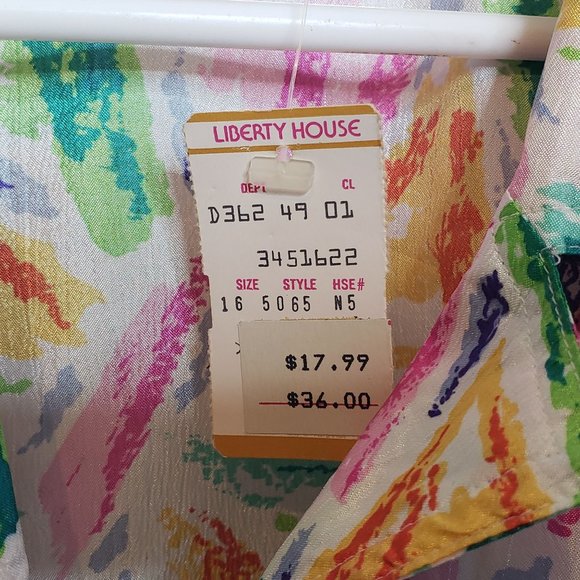 LIBERTY HOUSE
DEPT CL
D362 49 01
3451622
SIZE STYLE HSE#
16 5065 N5
$17.99
$36.00